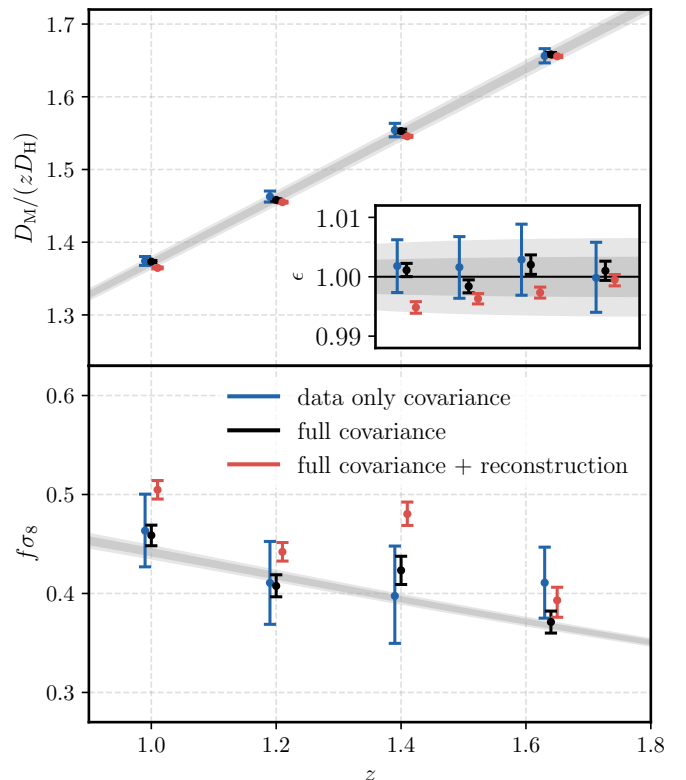 1.7
1.6
1.5
1.4
1.3
D_M/(zD_H)
1.01
1.00
0.99
ϵ
data only covariance
full covariance
full covariance + reconstruction
0.6
0.5
0.4
0.3
fσ_8
1.0 1.2 1.4 1.6 1.8
z